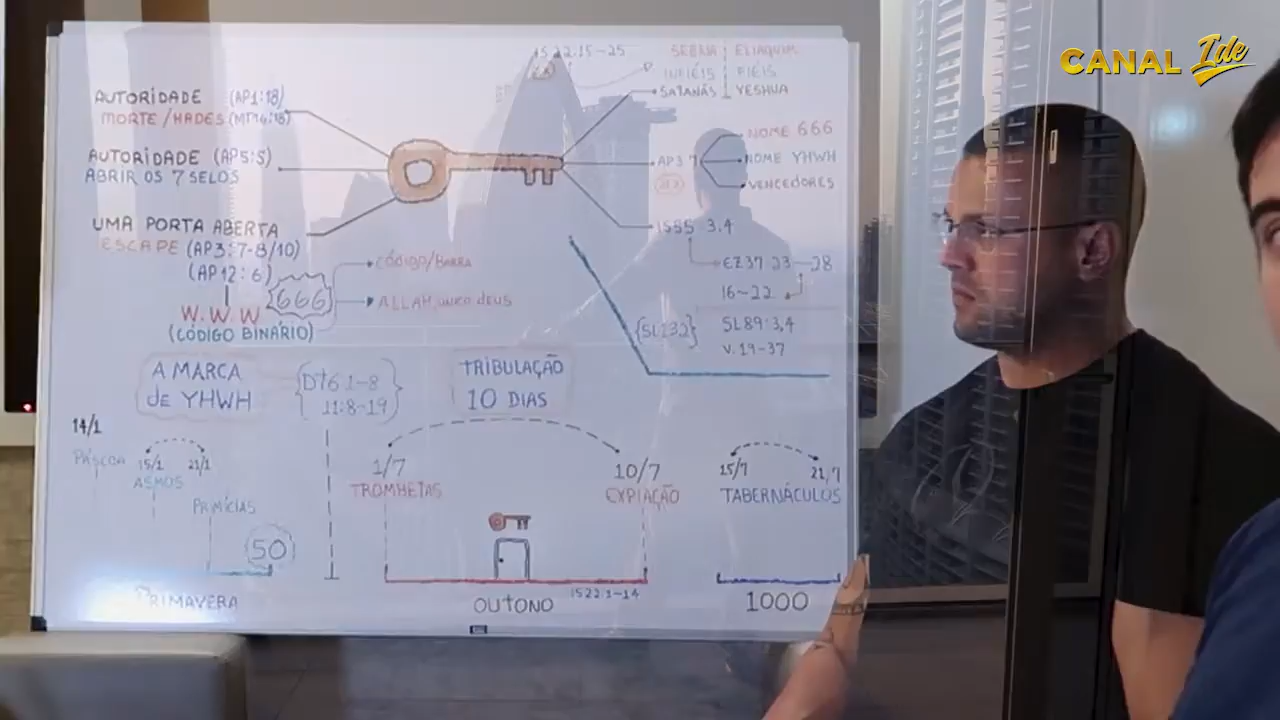 CANAL Ide
AUTORIDADE (AP1:18)
MORTE/HADES (MT16:18)
AUTORIDADE (AP5:5)
ABRIR OS 7 SELOS
UMA PORTA ABERTA
ESCAPE (AP3:7-8/10)
(AP12:6)
W.W.W
(CÓDIGO BINÁRIO)
666
CÓDIGO/BARRA
ALLAH, ÚNICO DEUS
IS 22:15-25
SEBNA
ELIAQUIM
INFIÉIS
FIÉIS
SATANÁS
YESHUA
AP3 7
NOME 666
NOME YHWH
VENCEDORES
IS55 3.4
EZ37 23-28
16-22
{SL132}
SL89:3,4
v.19-37
A MARCA
de YHWH
{Dt6:1-8
11:8-19}
TRIBULAÇÃO
10 DIAS
14/1
PÁSCOA
15/1
21/1
ASMOS
PRIMÍCIAS
50
PRIMAVERA
1/7
TROMBETAS
10/7
EXPIAÇÃO
OUTONO
IS22:1-14
15/7
21/7
TABERNÁCULOS
1000